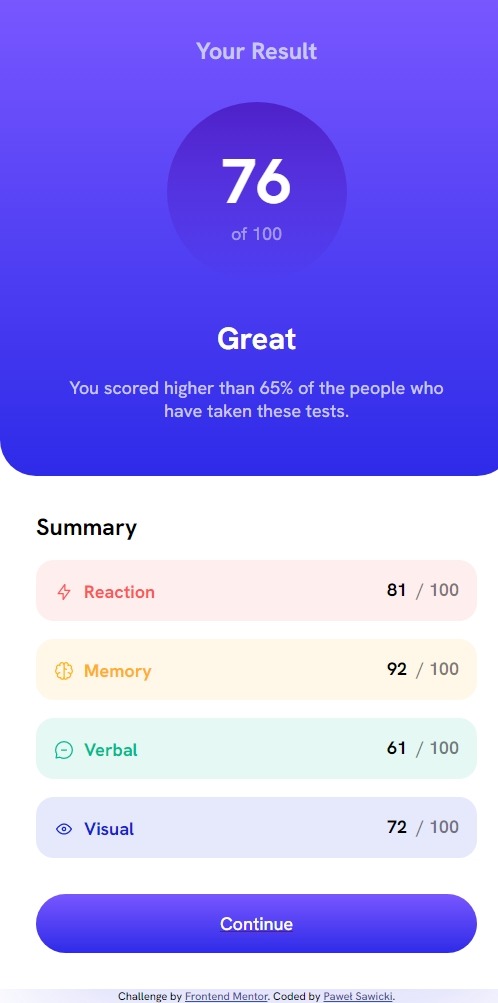 Your Result
76
of 100
Great
You scored higher than 65% of the people who
have taken these tests.
Summary
Reaction 81 / 100
Memory 92 / 100
Verbal 61 / 100
Visual 72 / 100
Continue
Challenge by Frontend Mentor. Coded by Paweł Sawicki.